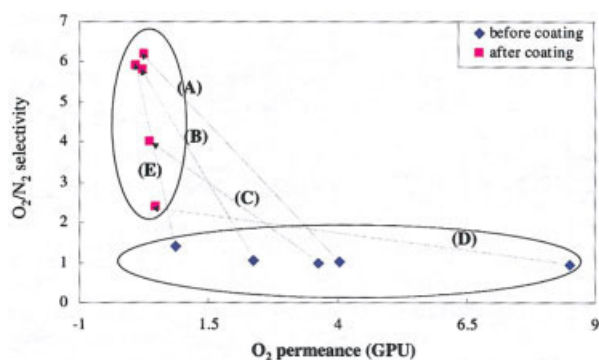 7
6
5
4
3
2
1
0
O2/N2 selectivity
◆ before coating
■ after coating
(A)
(B)
(E)
(C)
(D)
-1 1.5 4 6.5 9
O2 permeance (GPU)